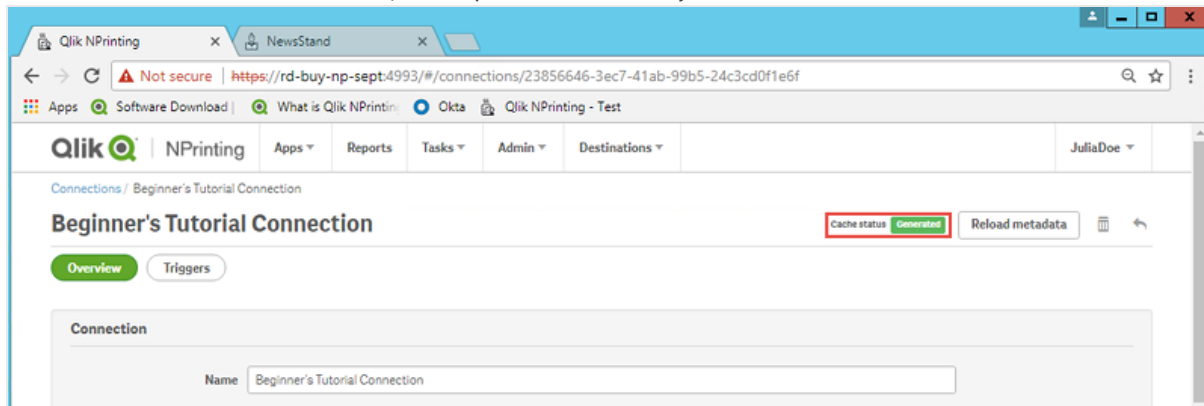 Qlik NPrinting
NewsStand
Not secure | https://rd-buy-np-sept:4993/#/connections/23856646-3ec7-41ab-99b5-24c3cd0f1e6f
Apps Software Download | What is Qlik NPrinting Okta Qlik NPrinting - Test
Qlik NPrinting Apps Reports Tasks Admin Destinations JuliaDoe
Connections / Beginner's Tutorial Connection
Beginner's Tutorial Connection Cache status Generated Reload metadata
Overview Triggers
Connection
Name Beginner's Tutorial Connection